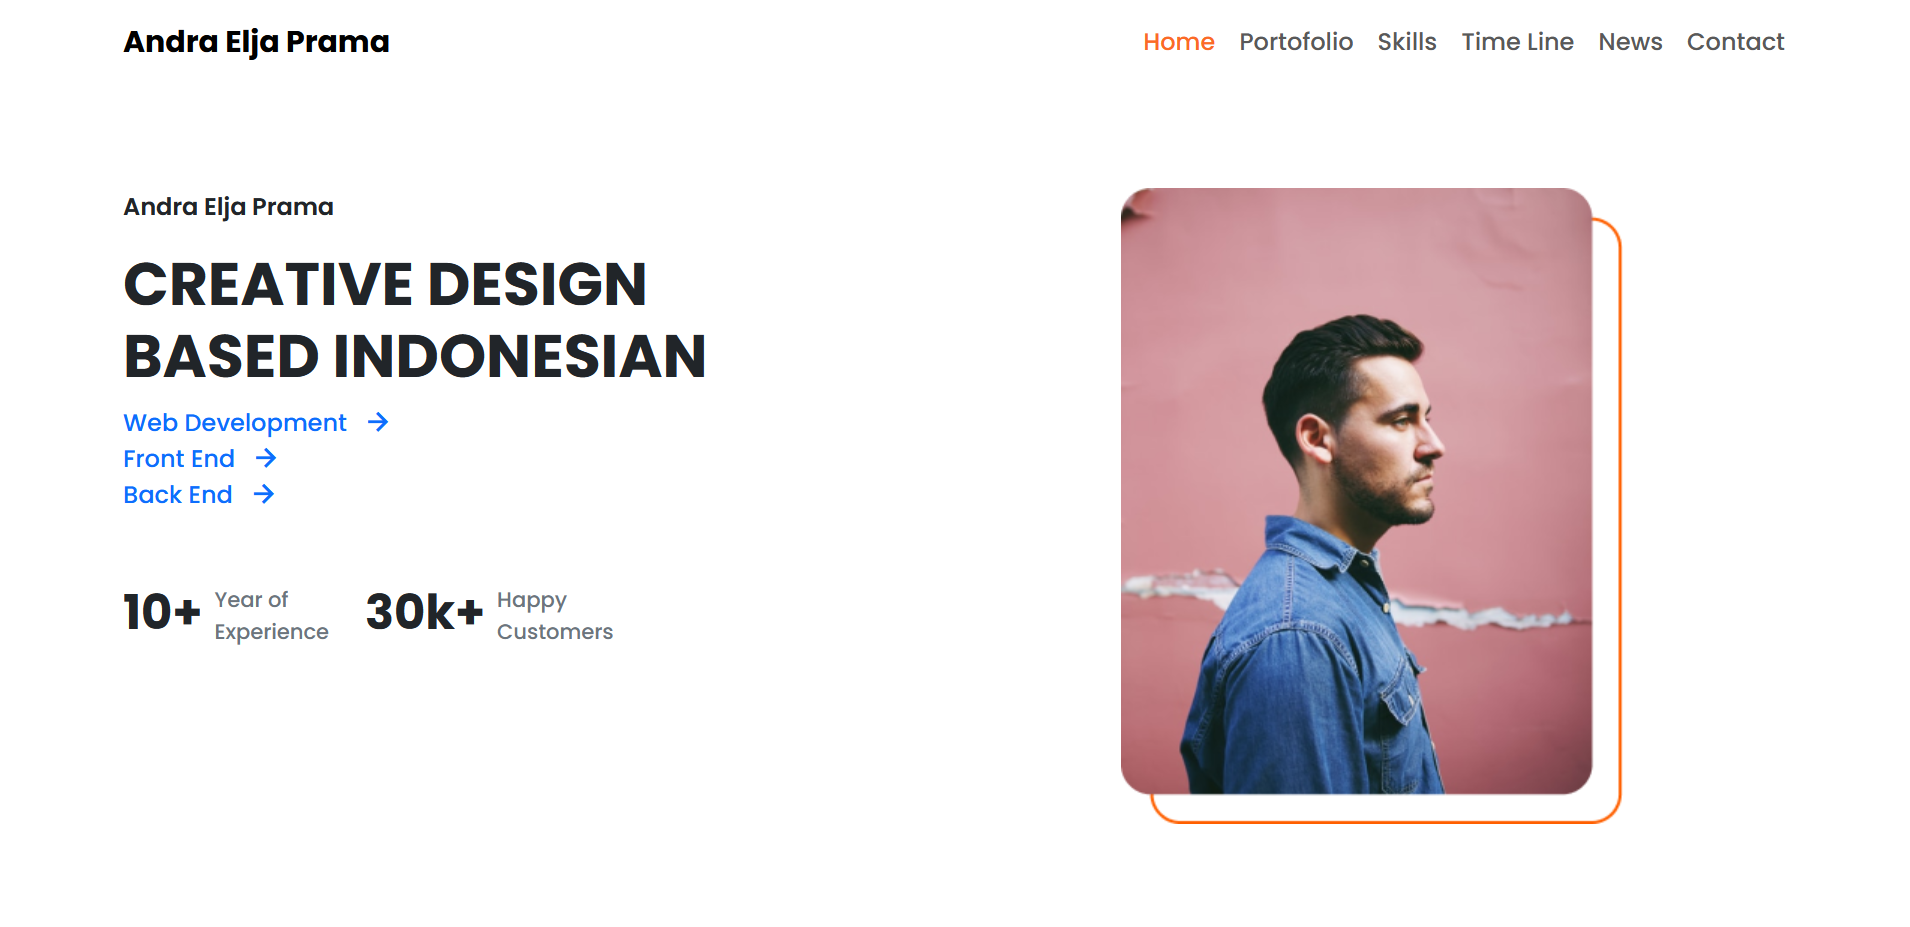 Andra Elja Prama
Home Portofolio Skills Time Line News Contact
Andra Elja Prama
CREATIVE DESIGN
BASED INDONESIAN
Web Development →
Front End →
Back End →
10+ Year of
Experience
30k+ Happy
Customers